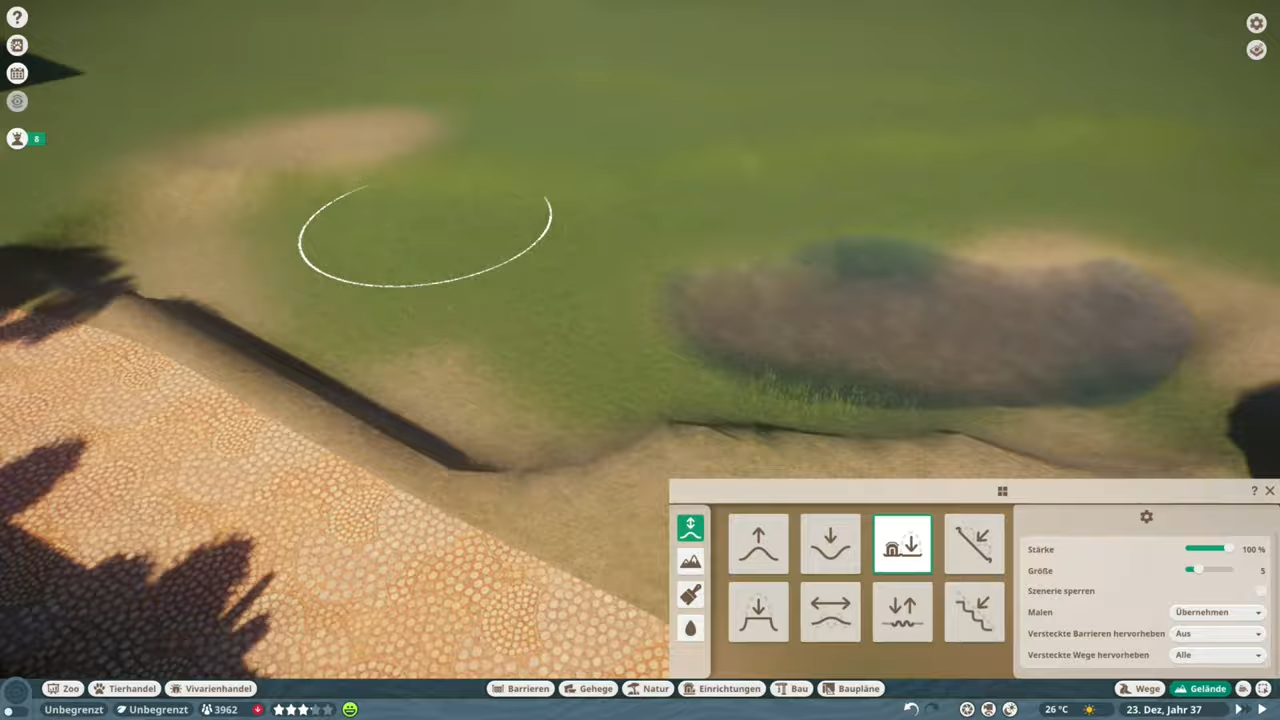 ?
8
? ✕
Stärke 100 %
Größe 5
Szenerie sperren
Malen Übernehmen
Versteckte Barrieren hervorheben Aus
Versteckte Wege hervorheben Alle
Zoo Tierhandel Vivarienhandel Barrieren Gehege Natur Einrichtungen Bau Baupläne Wege Gelände
Unbegrenzt Unbegrenzt 3962 26 °C 23. Dez, Jahr 37